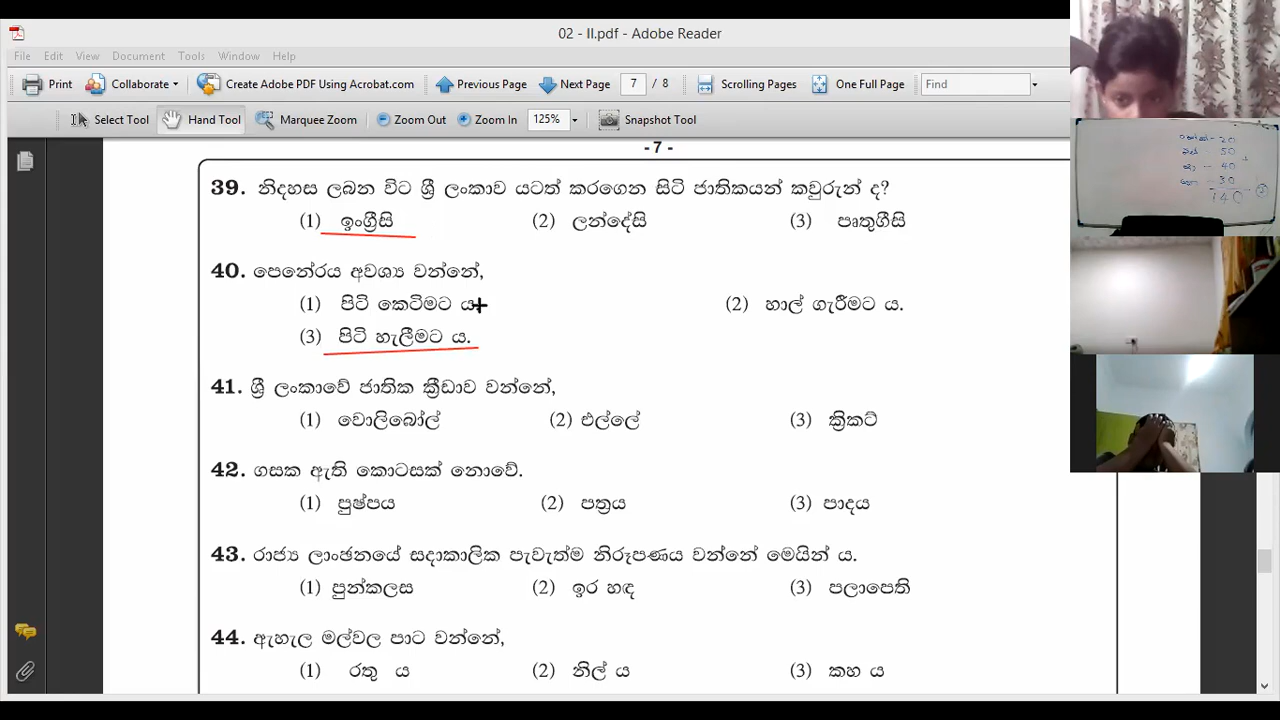 02 - II.pdf - Adobe Reader
File Edit View Document Tools Window Help
Print Collaborate Create Adobe PDF Using Acrobat.com Previous Page Next Page 7 / 8 Scrolling Pages One Full Page Find
Select Tool Hand Tool Marquee Zoom Zoom Out Zoom In 125% Snapshot Tool
- 7 -
39. නිදහස ලබන විට ශ්‍රී ලංකාව යටත් කරගෙන සිටි ජාතිකයන් කවුරුන් ද?
(1) ඉංග්‍රීසි (2) ලන්දේසි (3) පෘතුගීසි
40. පෙනේරය අවශ්‍ය වන්නේ,
(1) පිටි කෙටීමට ය (2) හාල් ගැරීමට ය.
(3) පිටි හැලීමට ය.
41. ශ්‍රී ලංකාවේ ජාතික ක්‍රීඩාව වන්නේ,
(1) වොලිබෝල් (2) එල්ලේ (3) ක්‍රිකට්
42. ගසක ඇති කොටසක් නොවේ.
(1) පුෂ්පය (2) පත්‍රය (3) පාදය
43. රාජ්‍ය ලාංඡනයේ සදාකාලික පැවැත්ම නිරූපණය වන්නේ මෙයින් ය.
(1) පුන්කලස (2) ඉර හඳ (3) පලාපෙති
44. ඇහැල මල්වල පාට වන්නේ,
(1) රතු ය (2) නිල් ය (3) කහ ය
20
50
40
30
140